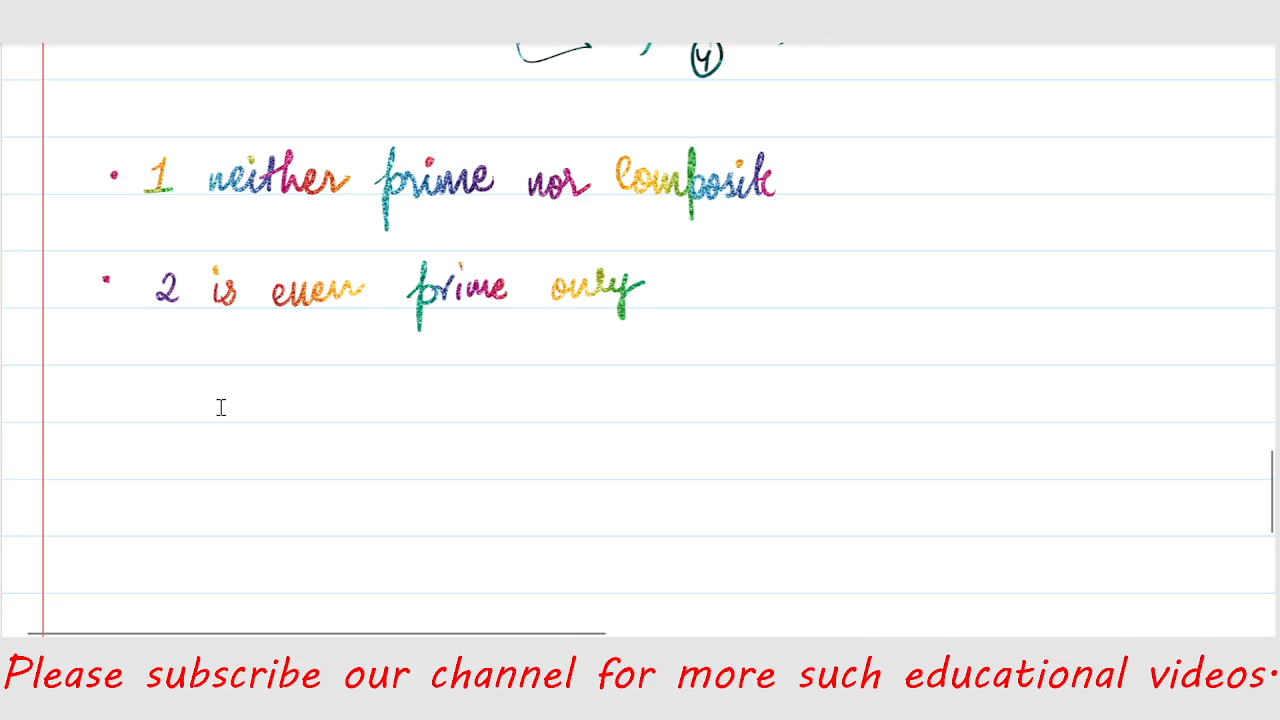 4
• 1 neither prime nor Composite
• 2 is even prime only
Please subscribe our channel for more such educational videos.